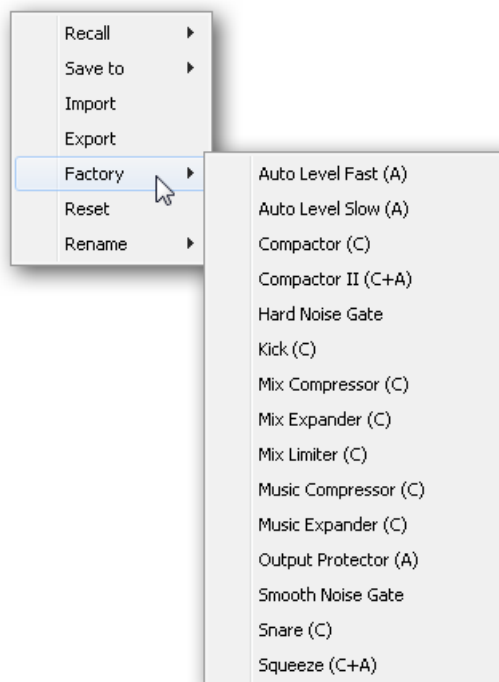 Recall
Save to
Import
Export
Factory
Reset
Rename
Auto Level Fast (A)
Auto Level Slow (A)
Compactor (C)
Compactor II (C+A)
Hard Noise Gate
Kick (C)
Mix Compressor (C)
Mix Expander (C)
Mix Limiter (C)
Music Compressor (C)
Music Expander (C)
Output Protector (A)
Smooth Noise Gate
Snare (C)
Squeeze (C+A)